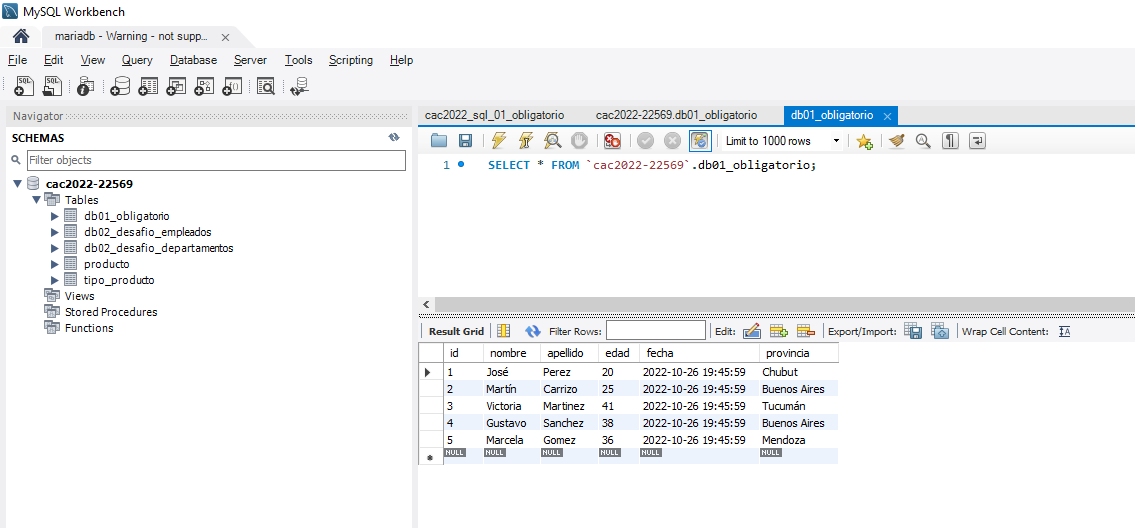 MySQL Workbench
mariadb - Warning - not supp...
File Edit View Query Database Server Tools Scripting Help
Navigator
SCHEMAS
Filter objects
cac2022-22569
Tables
db01_obligatorio
db02_desafio_empleados
db02_desafio_departamentos
producto
tipo_producto
Views
Stored Procedures
Functions
cac2022_sql_01_obligatorio cac2022-22569.db01_obligatorio db01_obligatorio
Limit to 1000 rows
1 SELECT * FROM `cac2022-22569`.db01_obligatorio;
Result Grid Filter Rows: Edit: Export/Import: Wrap Cell Content:
id nombre apellido edad fecha provincia
1 José Perez 20 2022-10-26 19:45:59 Chubut
2 Martín Carrizo 25 2022-10-26 19:45:59 Buenos Aires
3 Victoria Martinez 41 2022-10-26 19:45:59 Tucumán
4 Gustavo Sanchez 38 2022-10-26 19:45:59 Buenos Aires
5 Marcela Gomez 36 2022-10-26 19:45:59 Mendoza
NULL NULL NULL NULL NULL NULL